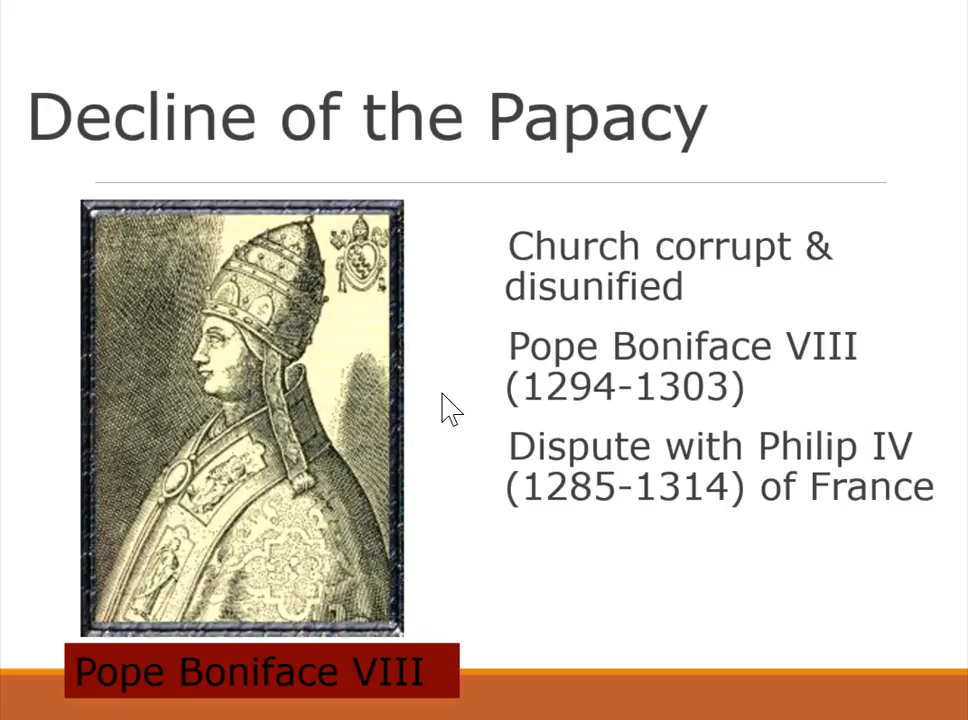 Decline of the Papacy
Church corrupt &
disunified
Pope Boniface VIII
(1294-1303)
Dispute with Philip IV
(1285-1314) of France
Pope Boniface VIII